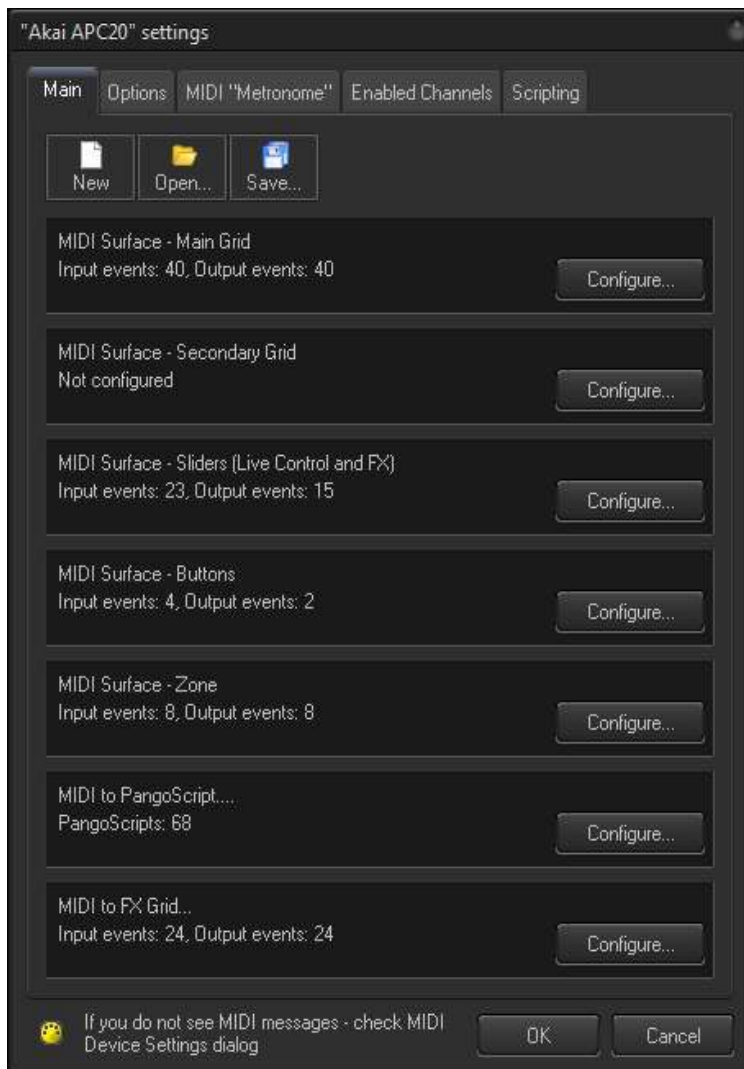 "Akai APC20" settings
Main Options MIDI "Metronome" Enabled Channels Scripting
New Open... Save...
MIDI Surface - Main Grid
Input events: 40, Output events: 40
Configure...
MIDI Surface - Secondary Grid
Not configured
Configure...
MIDI Surface - Sliders (Live Control and FX)
Input events: 23, Output events: 15
Configure...
MIDI Surface - Buttons
Input events: 4, Output events: 2
Configure...
MIDI Surface - Zone
Input events: 8, Output events: 8
Configure...
MIDI to PangoScript....
PangoScripts: 68
Configure...
MIDI to FX Grid...
Input events: 24, Output events: 24
Configure...
If you do not see MIDI messages - check MIDI
Device Settings dialog
OK Cancel